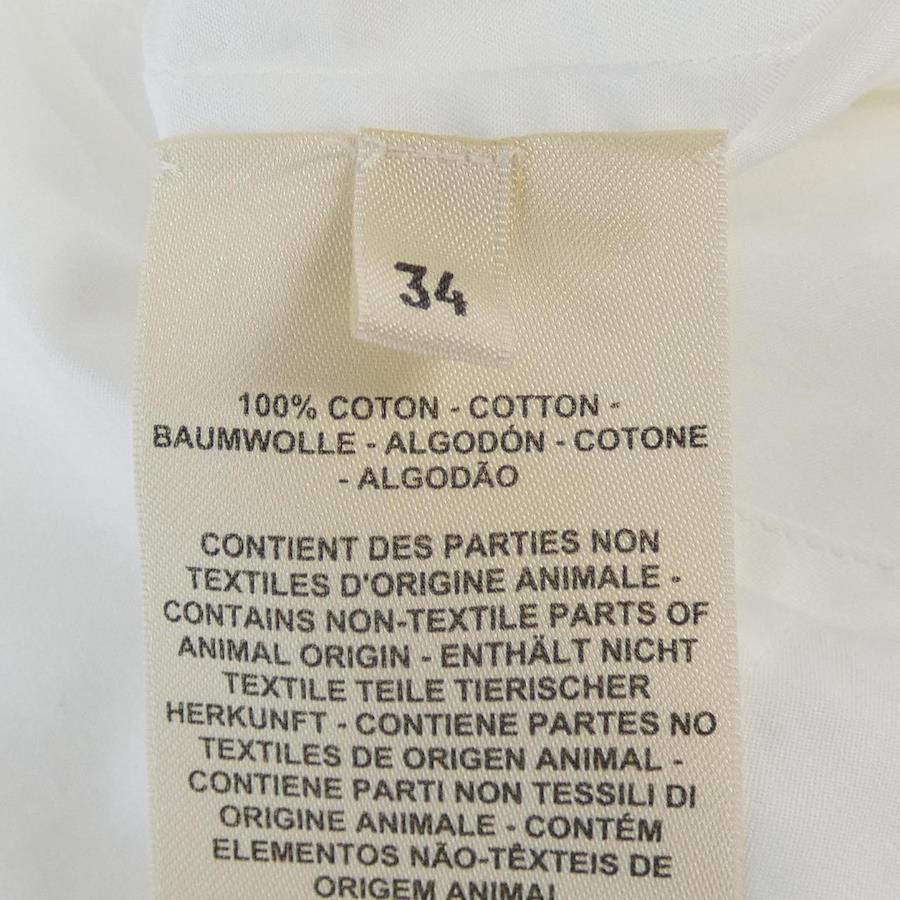 34
100% COTON - COTTON -
BAUMWOLLE - ALGODÓN - COTONE
- ALGODÃO
CONTIENT DES PARTIES NON
TEXTILES D'ORIGINE ANIMALE -
CONTAINS NON-TEXTILE PARTS OF
ANIMAL ORIGIN - ENTHÄLT NICHT
TEXTILE TEILE TIERISCHER
HERKUNFT - CONTIENE PARTES NO
TEXTILES DE ORIGEN ANIMAL -
CONTIENE PARTI NON TESSILI DI
ORIGINE ANIMALE - CONTÉM
ELEMENTOS NÃO-TÊXTEIS DE
ORIGEM ANIMAL